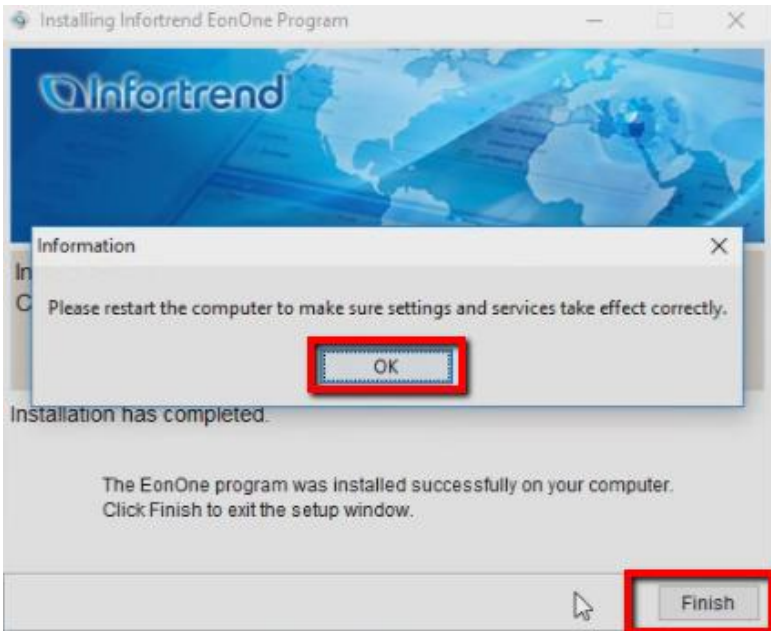 Installing Infortrend EonOne Program
Infortrend
Information
In
C
Please restart the computer to make sure settings and services take effect correctly.
OK
Installation has completed.
The EonOne program was installed successfully on your computer.
Click Finish to exit the setup window.
Finish